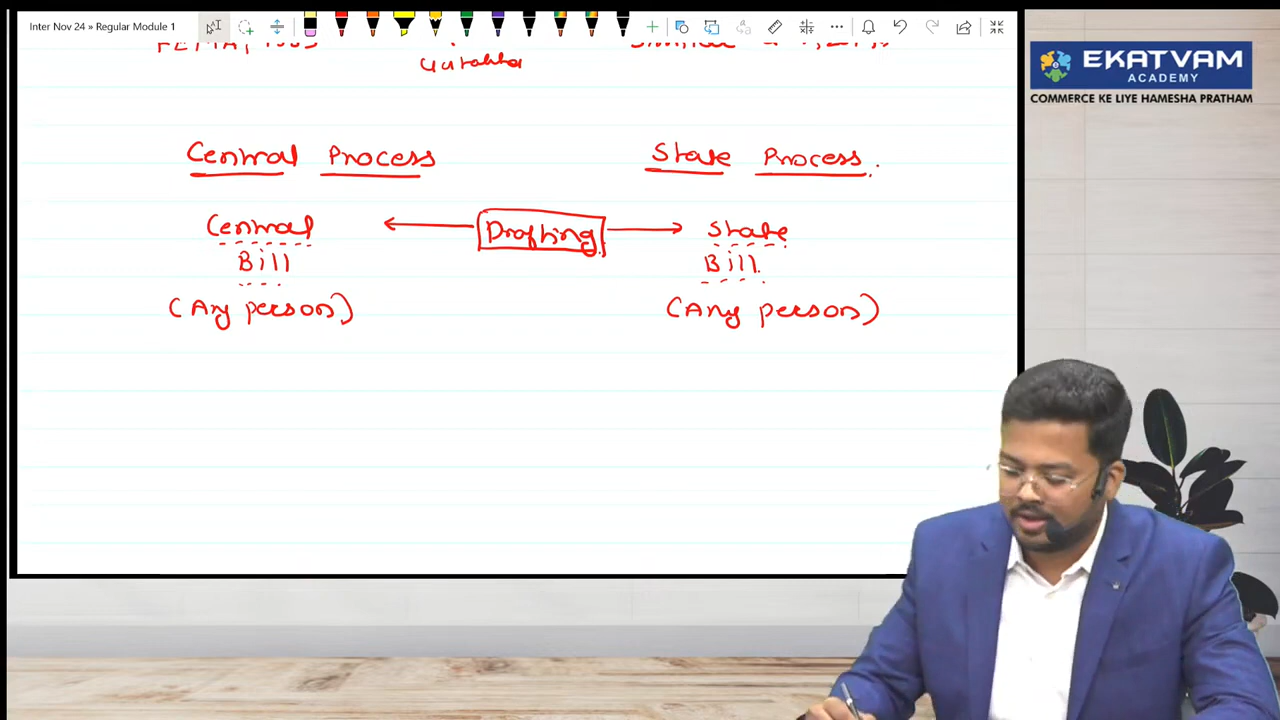 Inter Nov 24 » Regular Module 1
EKATVAM
ACADEMY
COMMERCE KE LIYE HAMESHA PRATHAM
Central Process
State Process.
Central
Drafting
State
Bill
Bill.
(Any person)
(Any person)